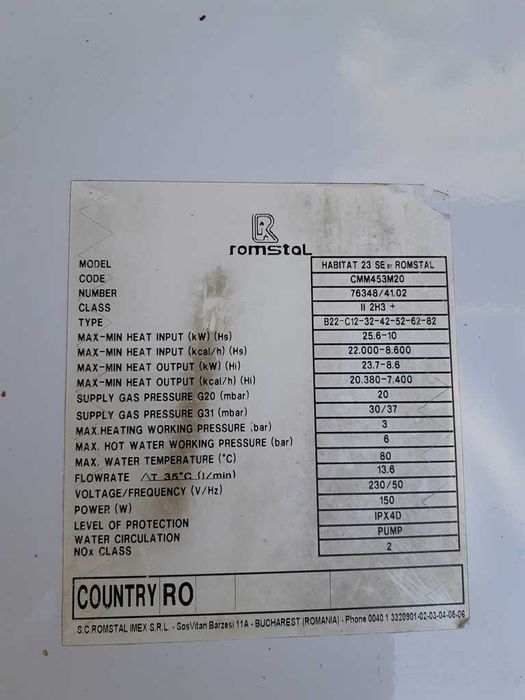 R
romstal
MODEL HABITAT 23 SE - ROMSTAL
CODE CMM453M20
NUMBER 76348/41.02
CLASS II 2H3 +
TYPE B22-C12-32-42-52-62-82
MAX-MIN HEAT INPUT (kW) (Hs) 25.6-10
MAX-MIN HEAT INPUT (kcal/h) (Hs) 22.000-8.600
MAX-MIN HEAT OUTPUT (kW) (Hi) 23.7-8.6
MAX-MIN HEAT OUTPUT (kcal/h) (Hi) 20.380-7.400
SUPPLY GAS PRESSURE G20 (mbar) 20
SUPPLY GAS PRESSURE G31 (mbar) 30/37
MAX.HEATING WORKING PRESSURE (bar) 3
MAX. HOT WATER WORKING PRESSURE (bar) 6
MAX. WATER TEMPERATURE (°C) 80
FLOWRATE △T 35°C (l/min) 13.6
VOLTAGE/FREQUENCY (V/Hz) 230/50
POWER (W) 150
LEVEL OF PROTECTION IPX4D
WATER CIRCULATION PUMP
NOx CLASS 2
COUNTRY RO
S.C.ROMSTAL IMEX S.R.L. - SosVitan Barzesi 11A - BUCHAREST (ROMANIA) - Phone 0040 1 3320901-02-03-04-05-06